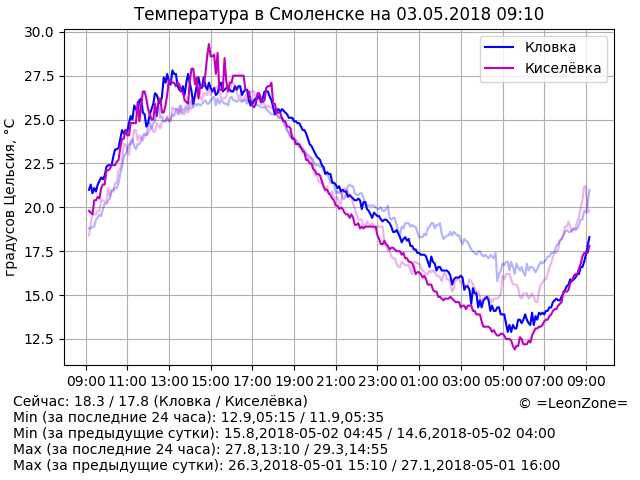 Температура в Смоленске на 03.05.2018 09:10
Кловка
Киселёвка
градусов Цельсия, °C
30.0
27.5
25.0
22.5
20.0
17.5
15.0
12.5
09:00 11:00 13:00 15:00 17:00 19:00 21:00 23:00 01:00 03:00 05:00 07:00 09:00
Сейчас: 18.3 / 17.8 (Кловка / Киселёвка)
© =LeonZone=
Min (за последние 24 часа): 12.9,05:15 / 11.9,05:35
Min (за предыдущие сутки): 15.8,2018-05-02 04:45 / 14.6,2018-05-02 04:00
Max (за последние 24 часа): 27.8,13:10 / 29.3,14:55
Max (за предыдущие сутки): 26.3,2018-05-01 15:10 / 27.1,2018-05-01 16:00